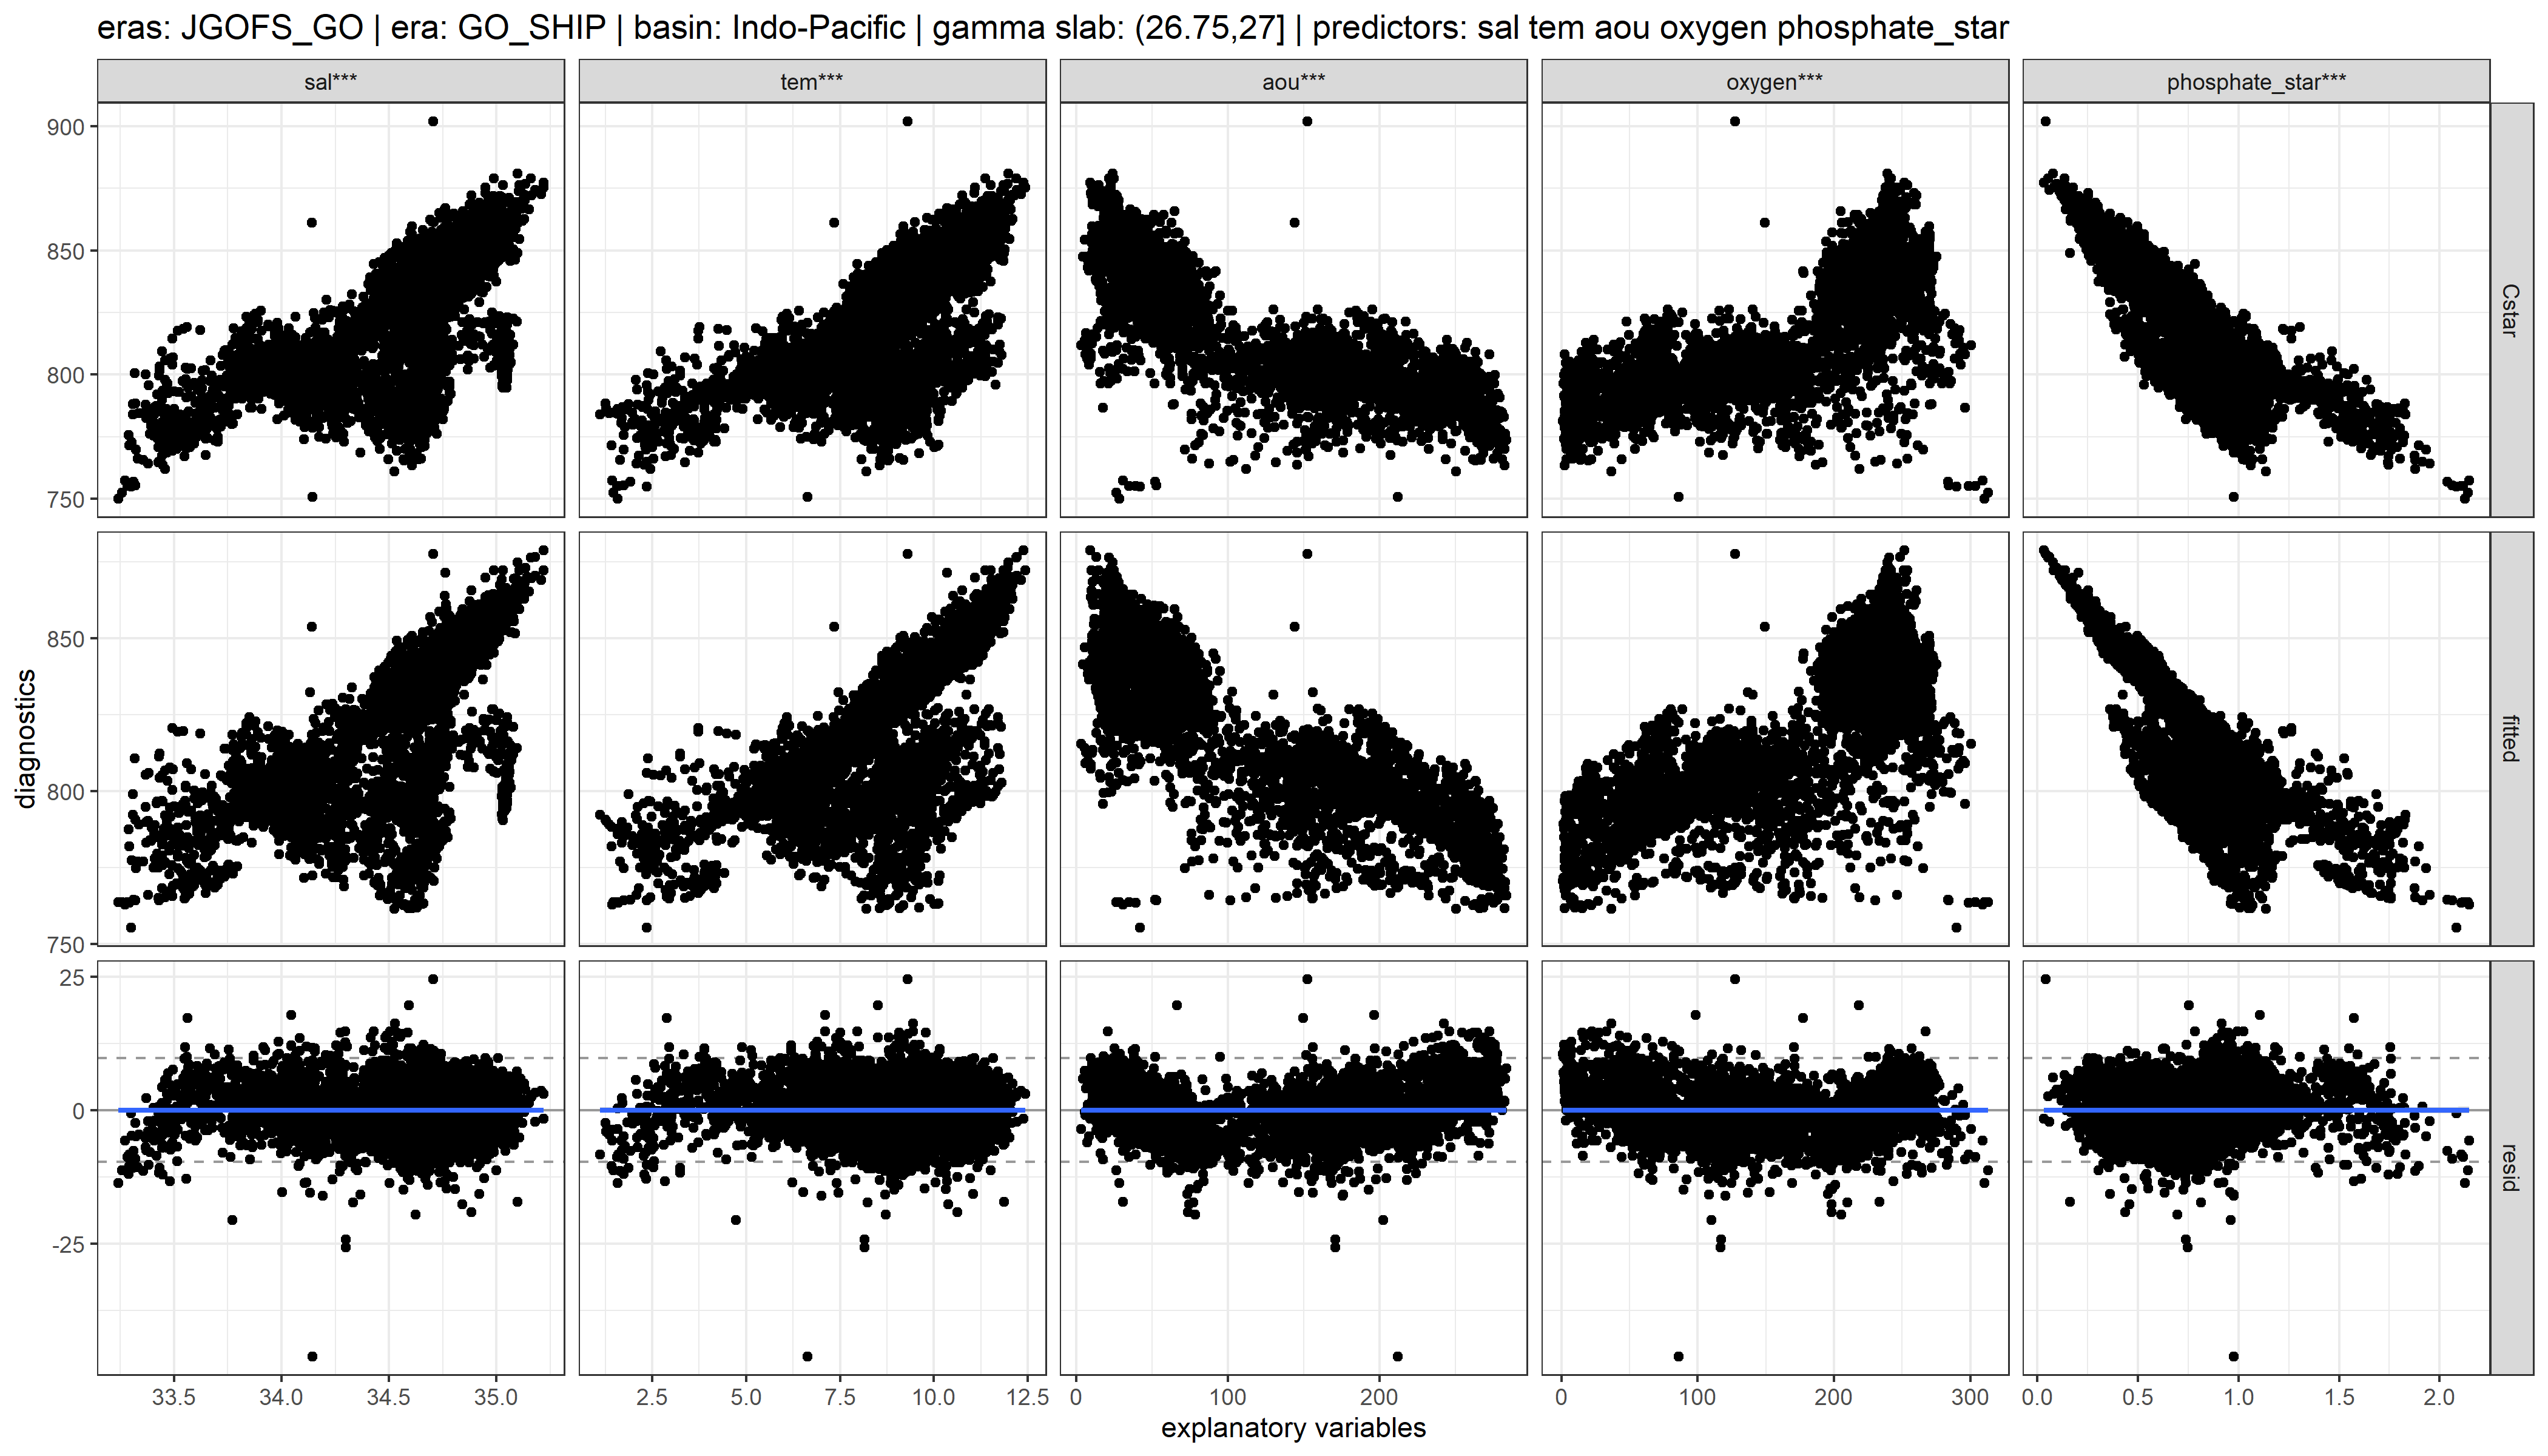 eras: JGOFS_GO | era: GO_SHIP | basin: Indo-Pacific | gamma slab: (26.75,27] | predictors: sal tem aou oxygen phosphate_star
sal*** tem*** aou*** oxygen*** phosphate_star***
900
850
800
750
Cstar
850
800
750
fitted
diagnostics
25
0
-25
resid
33.5 34.0 34.5 35.0 2.5 5.0 7.5 10.0 12.5 0 100 200 0 100 200 300 0.0 0.5 1.0 1.5 2.0
explanatory variables